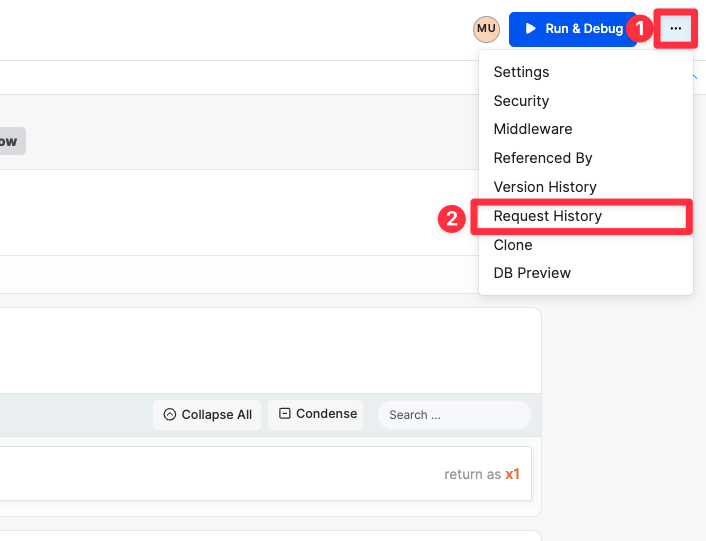 MU
Run & Debug
1
...
Settings
Security
Middleware
ow
Referenced By
Version History
2
Request History
Clone
DB Preview
Collapse All
Condense
Search ...
return as x1